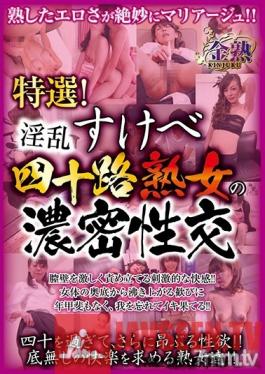 熟したエロさが絶妙にマリアージュ!!
金熟
KINJUKU
特選!
淫乱すけべ
四十路熟女の
濃密性交
膣壁を激しく責め立てる刺激的な快感!!
女体の奥底から沸き上がる歓びに
年甲斐もなく、我を忘れてイキ果てる!!
四十を過ぎて、さらに昂ぶる性欲!!
底無しの快楽を求める熟女達!!